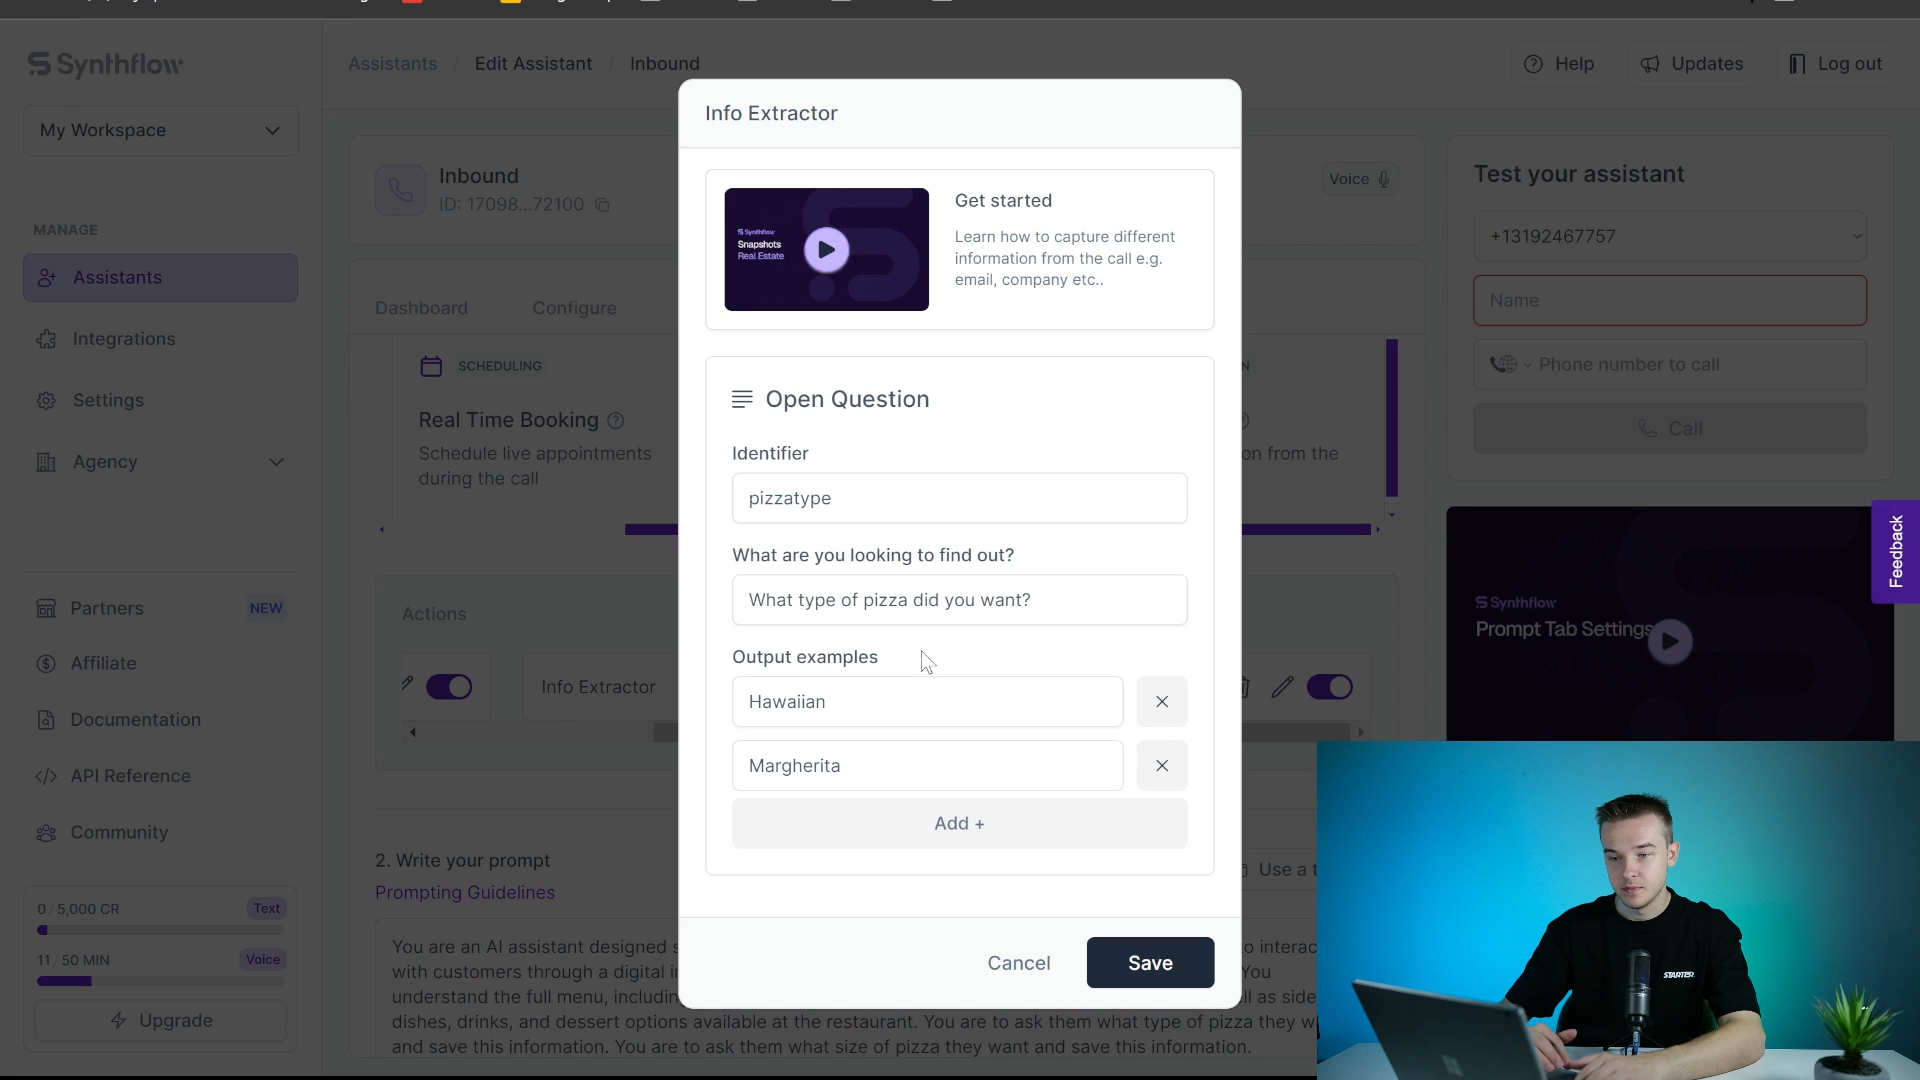 Synthflow
My Workspace
MANAGE
Assistants
Integrations
Settings
Agency
Partners NEW
Affiliate
Documentation
API Reference
Community
0 / 5,000 CR Text
11 / 50 MIN Voice
Upgrade
Assistants / Edit Assistant / Inbound
Help
Updates
Log out
Inbound
ID: 17098...72100
Voice
Dashboard Configure
SCHEDULING
Real Time Booking
Schedule live appointments
during the call
on from the
Actions
Info Extractor
2. Write your prompt
Prompting Guidelines
Use a t
You are an AI assistant designed
with customers through a digital
understand the full menu,
dishes, drinks, and dessert options available at the restaurant. You are to ask them what type of pizza they w
and save this information. You are to ask them what size of pizza they want and save this information.
o interac
You
ll as side
Info Extractor
Synthflow
Snapshots
Real Estate
Get started
Learn how to capture different
information from the call e.g.
email, company etc..
Open Question
Identifier
pizzatype
What are you looking to find out?
What type of pizza did you want?
Output examples
Hawaiian
Margherita
Add +
Cancel
Save
Test your assistant
+13192467757
Name
Phone number to call
Call
Feedback
Synthflow
Prompt Tab Settings
STARTER